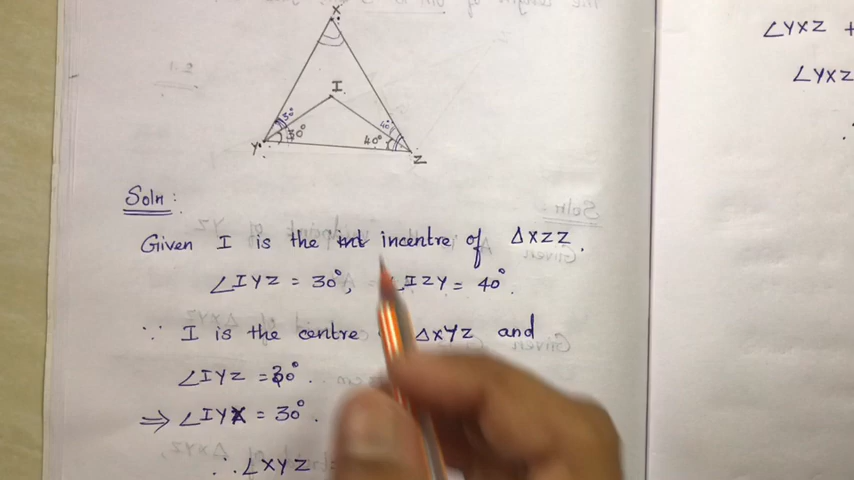 X
I
30°
30°
40°
40°
Y
Z
Soln:
Given I is the incentre of ΔXZZ.
∠IYZ = 30°, ∠IZY = 40°.
∵ I is the centre ΔXYZ and
∠IYZ = 30°.
⇒ ∠IYX = 30°.
∴ ∠XYZ =
∠YXZ +
∠YXZ